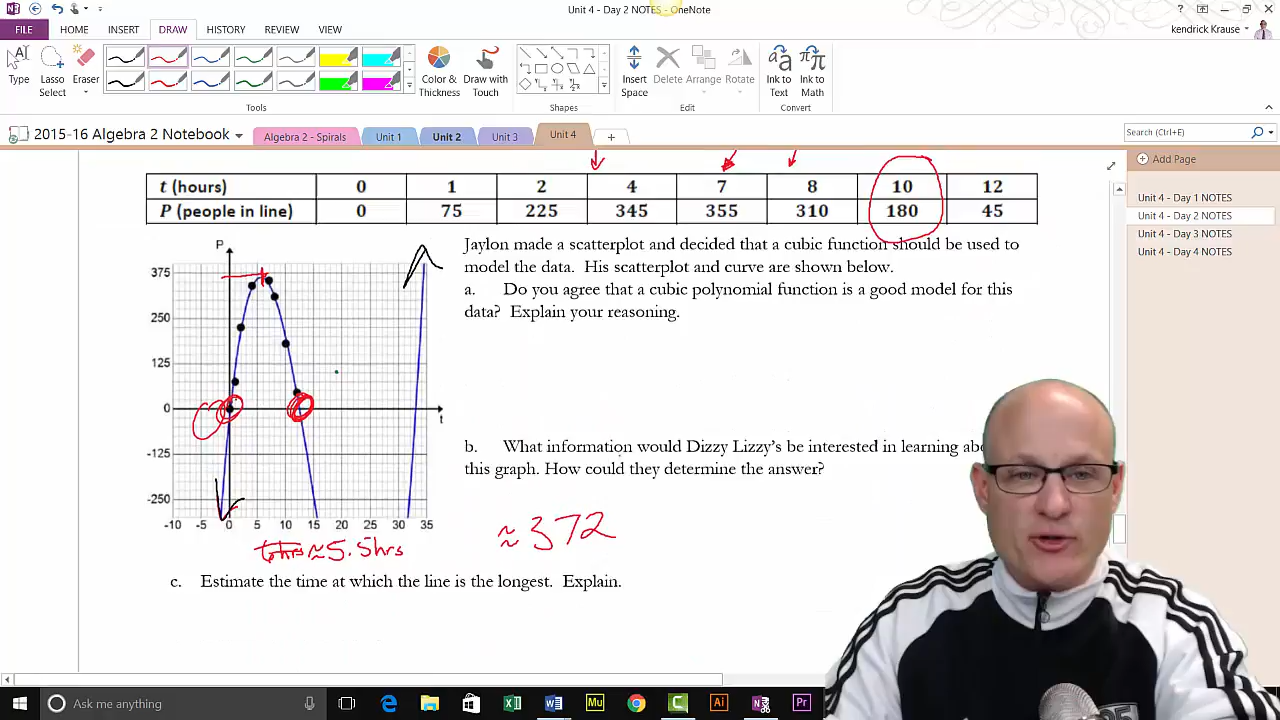 Unit 4 - Day 2 NOTES - OneNote
FILE HOME INSERT DRAW HISTORY REVIEW VIEW
kendrick Krause
Type Lasso Select Eraser Color & Thickness Draw with Touch Insert Space Delete Arrange Rotate Ink to Text Ink to Math
Tools Shapes Edit Convert
2015-16 Algebra 2 Notebook Algebra 2 - Spirals Unit 1 Unit 2 Unit 3 Unit 4
Search (Ctrl+E)
Add Page
Unit 4 - Day 1 NOTES
Unit 4 - Day 2 NOTES
Unit 4 - Day 3 NOTES
Unit 4 - Day 4 NOTES
t (hours) 0 1 2 4 7 8 10 12
P (people in line) 0 75 225 345 355 310 180 45
P
375
250
125
0
-125
-250
t
-10 -5 0 5 10 15 20 25 30 35
≈5.5hrs
Jaylon made a scatterplot and decided that a cubic function should be used to
model the data. His scatterplot and curve are shown below.
a. Do you agree that a cubic polynomial function is a good model for this
data? Explain your reasoning.
b. What information would Dizzy Lizzy's be interested in learning
this graph. How could they determine the answer?
≈372
c. Estimate the time at which the line is the longest. Explain.
Ask me anything